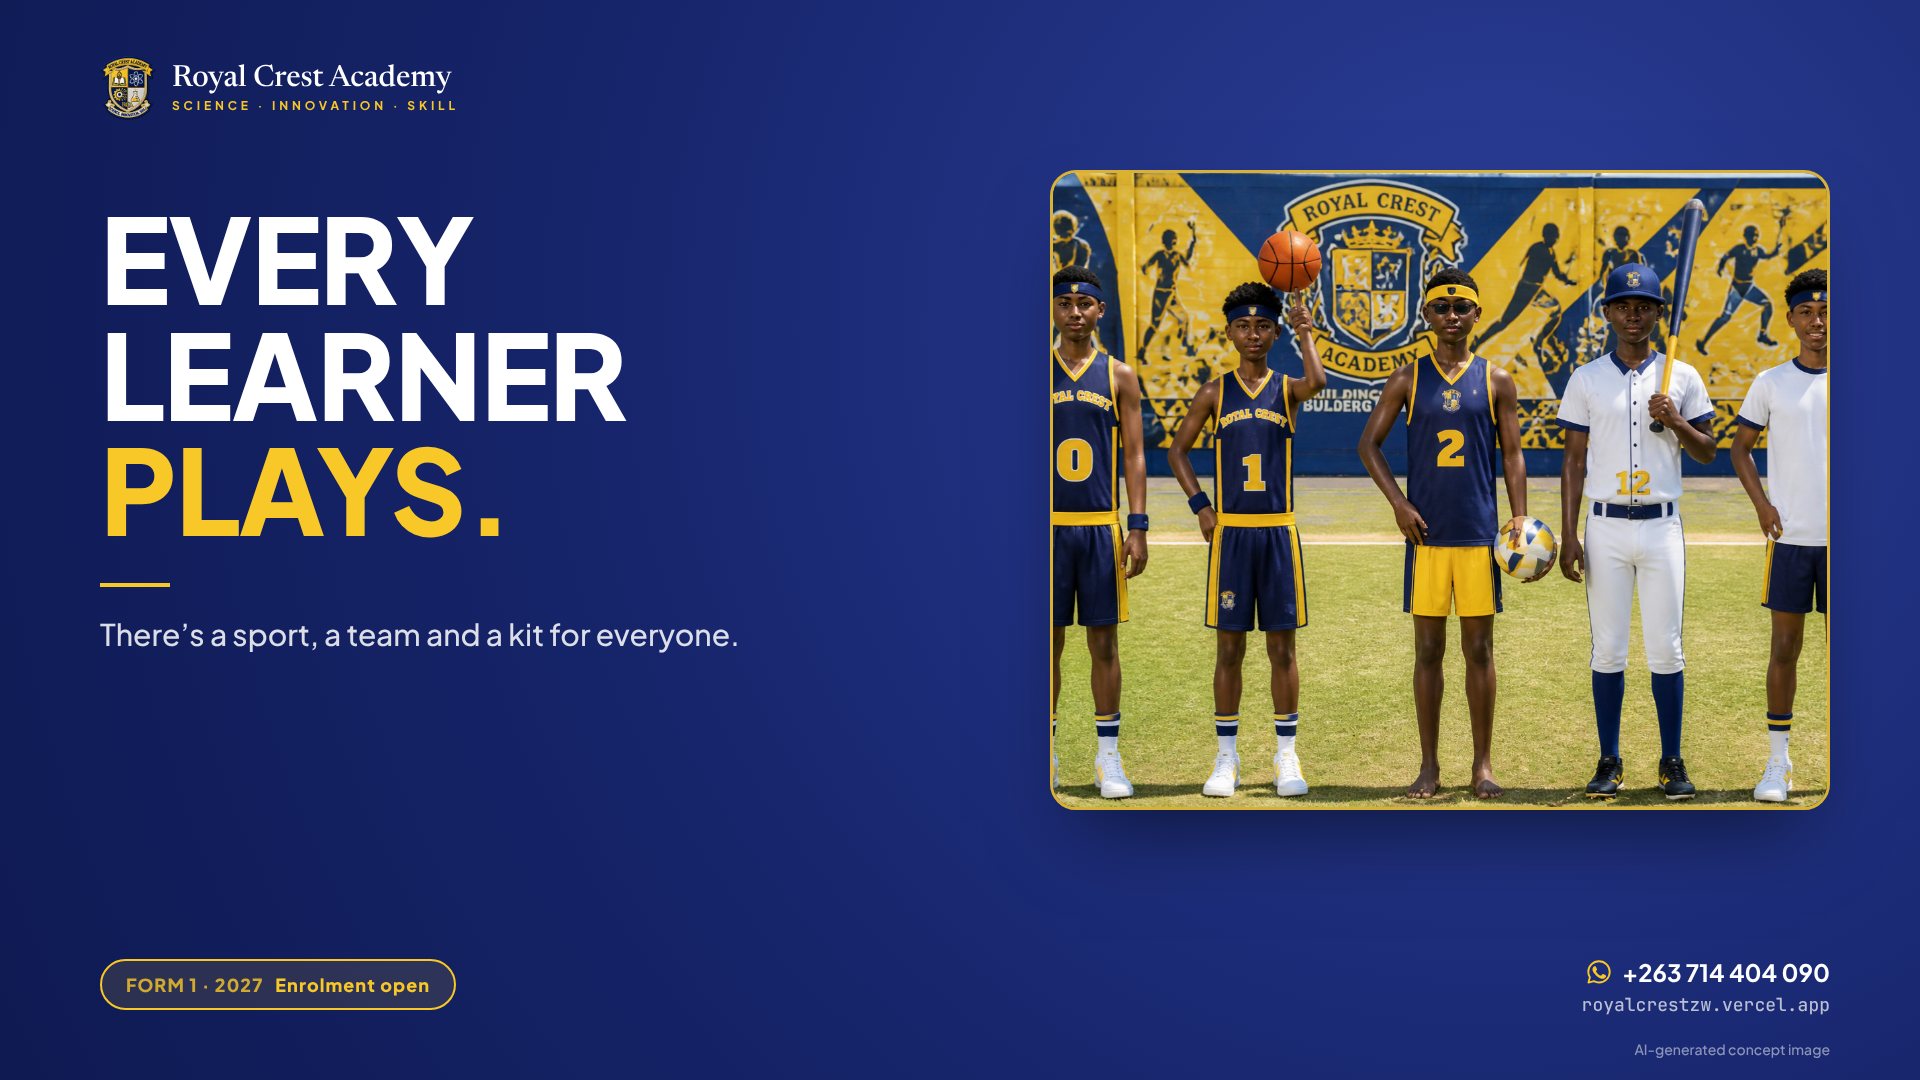 Royal Crest Academy
SCIENCE · INNOVATION · SKILL
EVERY
LEARNER
PLAYS.
There’s a sport, a team and a kit for everyone.
ROYAL CREST
ACADEMY
BULDERG
ROYAL CREST
0
1
2
12
FORM 1 · 2027 Enrolment open
+263 714 404 090
royalcrestzw.vercel.app
AI-generated concept image